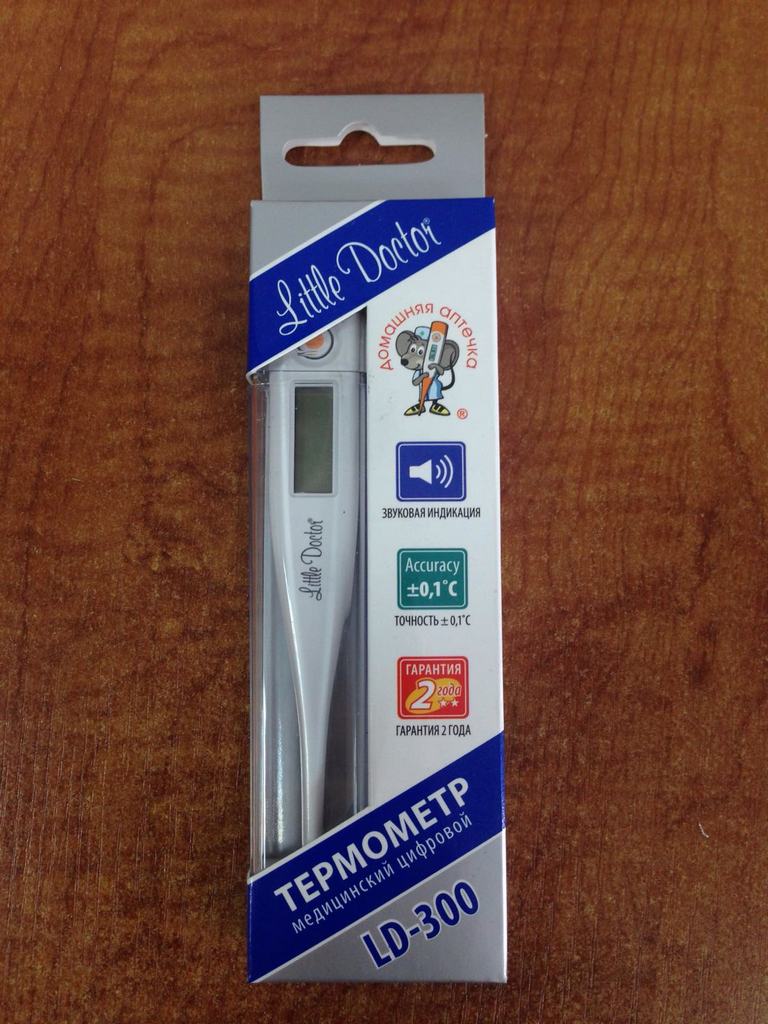 Little Doctor®
домашняя аптечка
®
ЗВУКОВАЯ ИНДИКАЦИЯ
Little Doctor®
Accuracy
±0,1°C
ТОЧНОСТЬ ± 0,1°C
ГАРАНТИЯ
2 года
ГАРАНТИЯ 2 ГОДА
ТЕРМОМЕТР
медицинский цифровой
LD-300